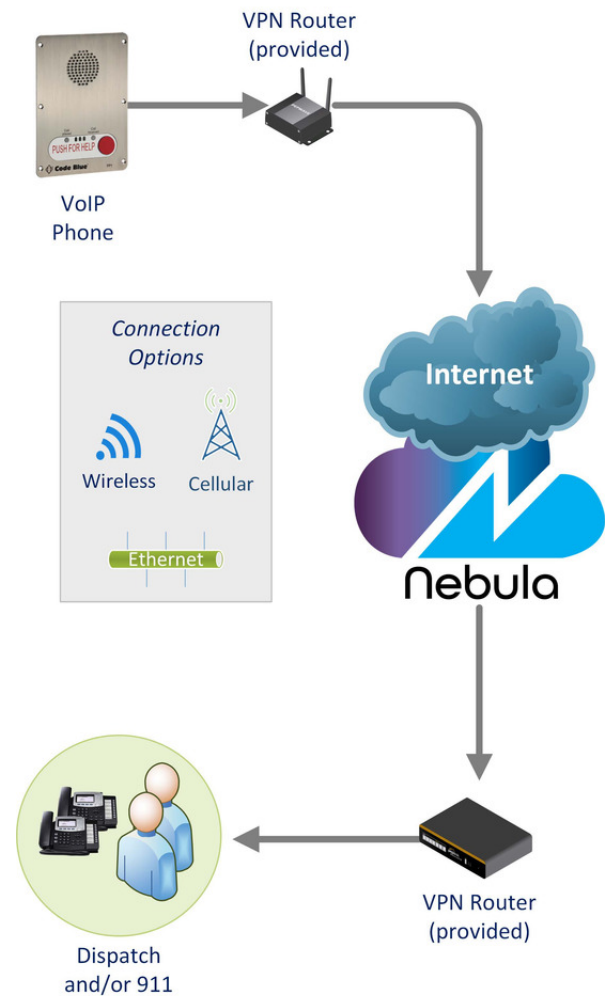 VPN Router
(provided)
PUSH FOR HELP
Code Blue
VoIP
Phone
Connection
Options
Wireless
Cellular
Ethernet
Internet
Nebula
VPN Router
(provided)
Dispatch
and/or 911